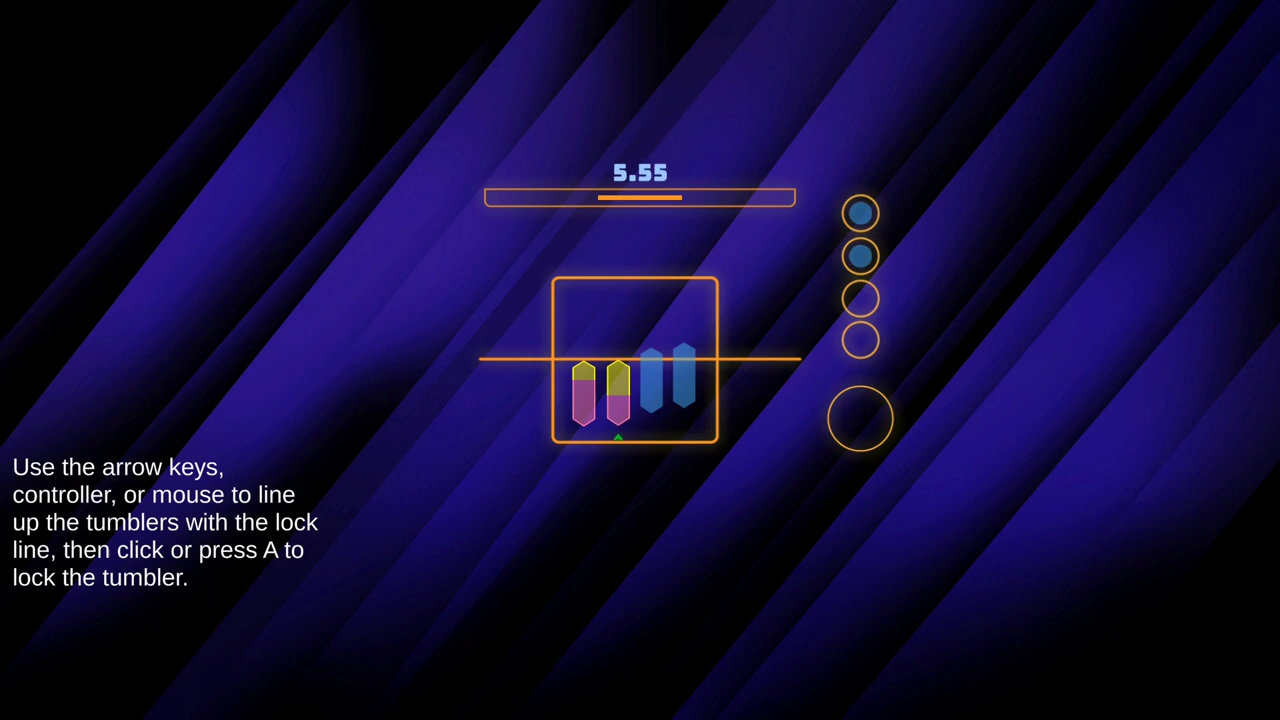 5.55
Use the arrow keys,
controller, or mouse to line
up the tumblers with the lock
line, then click or press A to
lock the tumbler.